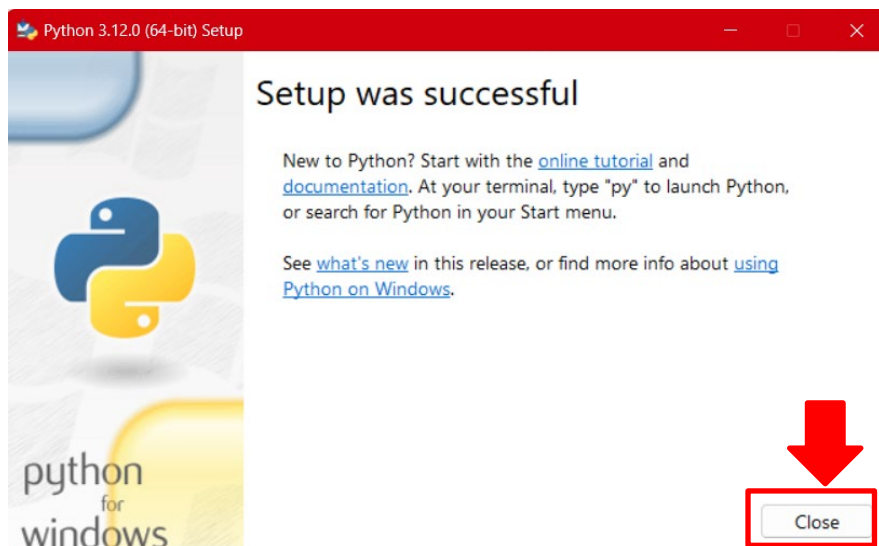 Python 3.12.0 (64-bit) Setup
Setup was successful
New to Python? Start with the online tutorial and
documentation. At your terminal, type "py" to launch Python,
or search for Python in your Start menu.
See what's new in this release, or find more info about using
Python on Windows.
python
for
windows
Close